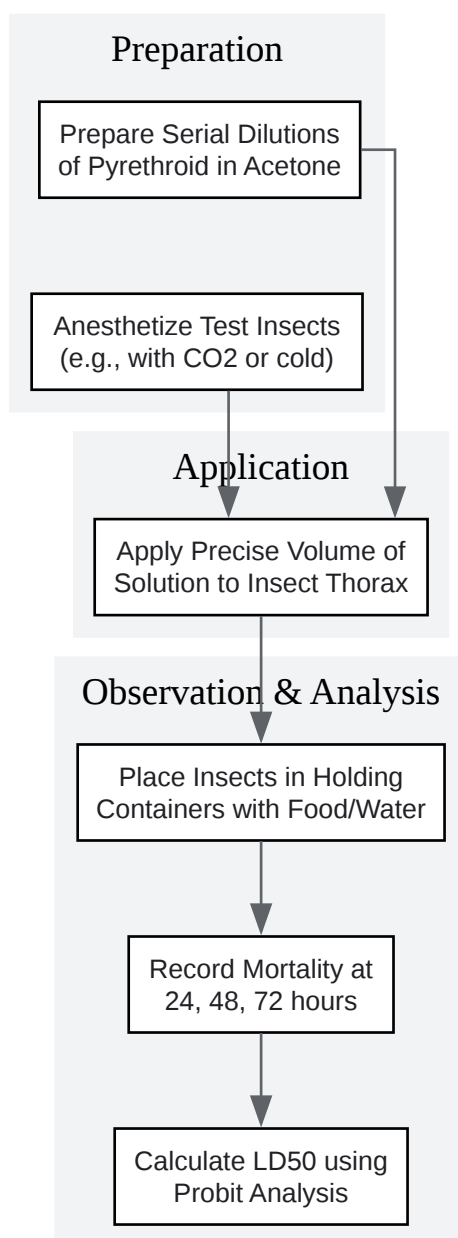 Preparation
Prepare Serial Dilutions
of Pyrethroid in Acetone
Anesthetize Test Insects
(e.g., with CO2 or cold)
Application
Apply Precise Volume of
Solution to Insect Thorax
Observation & Analysis
Place Insects in Holding
Containers with Food/Water
Record Mortality at
24, 48, 72 hours
Calculate LD50 using
Probit Analysis